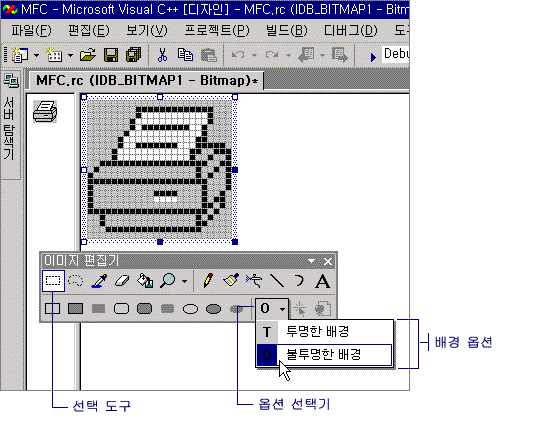 MFC - Microsoft Visual C++ [디자인] - MFC.rc (IDB_BITMAP1 - Bitm
파일(F) 편집(E) 보기(V) 프로젝트(P) 빌드(B) 디버그(D) 도
Debu
MFC.rc (IDB_BITMAP1 - Bitmap)*
서버 탐색기
이미지 편집기
A
O
T 투명한 배경
O 불투명한 배경
배경 옵션
선택 도구
옵션 선택기